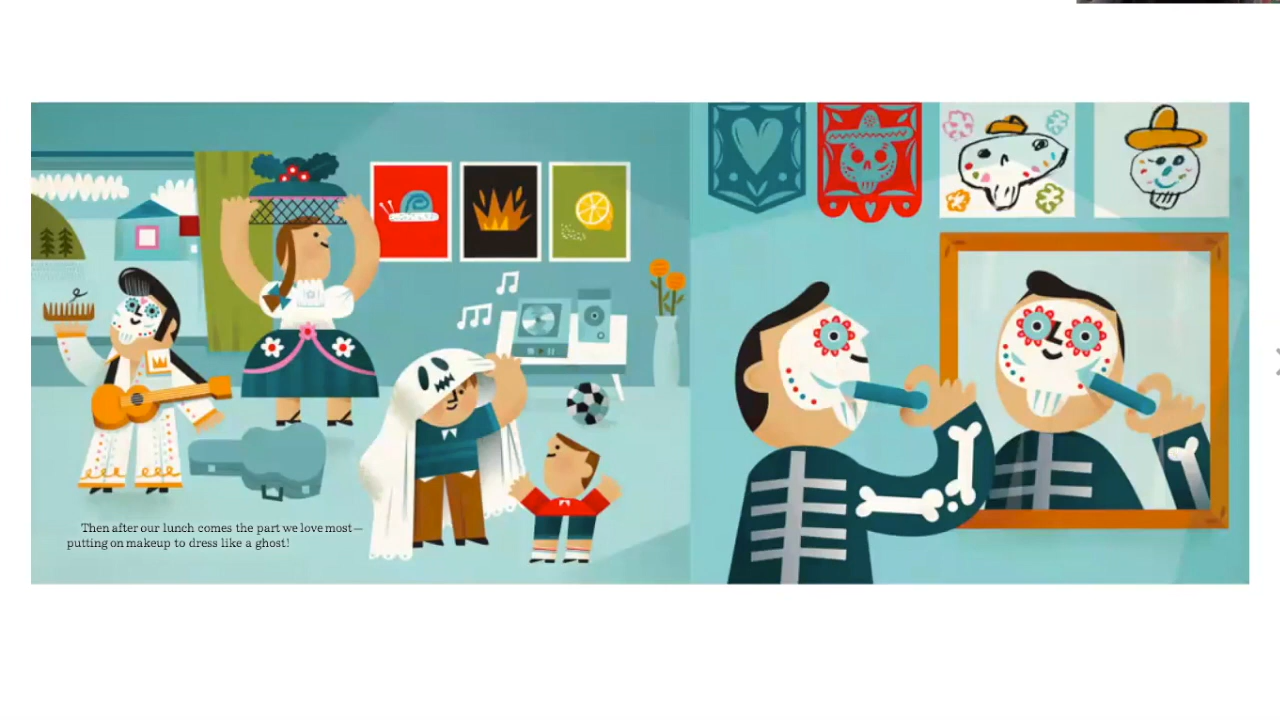 Then after our lunch comes the part we love most—
putting on makeup to dress like a ghost!